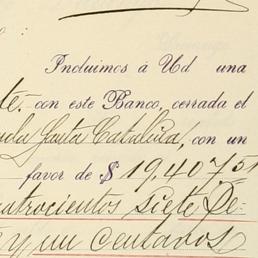 Incluimos á Ud una
te. con este Banco, cerrada el
Santa Catalina, con un
favor de $ 19,407.51
atrocientos siete Pe-
y un centavos